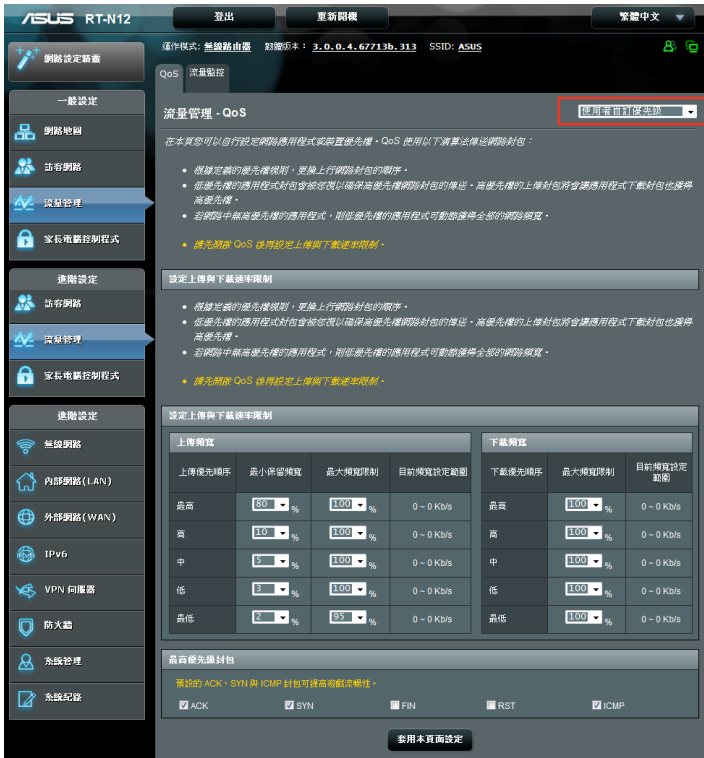 ASUS RT-N12 登出 重新開機 繁體中文
運作模式: 無線路由器 韌體版本: 3.0.0.4.67713b.313 SSID: ASUS
網路設定精靈
QoS 流量監控
一般設定
網路地圖
訪客網路
流量管理
家長電腦控制程式
進階設定
訪客網路
流量管理
家長電腦控制程式
進階設定
無線網路
內部網路(LAN)
外部網路(WAN)
IPv6
VPN 伺服器
防火牆
系統管理
系統紀錄
流量管理 - QoS 使用者自訂優先級
在本頁您可以自行設定網路應用程式或裝置優先權。QoS 使用以下演算法傳送網路封包：
• 根據定義的優先權規則，更換上行網路封包的順序。
• 低優先權的應用程式封包會被忽視以確保高優先權網路封包的傳送。高優先權的上傳封包將會讓應用程式下載封包也獲得
高優先權。
• 若網路中無高優先權的應用程式，則低優先權的應用程式可動態獲得全部的網路頻寬。
• 請先開啟 QoS 後再設定上傳與下載速率限制。
設定上傳與下載速率限制
• 根據定義的優先權規則，更換上行網路封包的順序。
• 低優先權的應用程式封包會被忽視以確保高優先權網路封包的傳送。高優先權的上傳封包將會讓應用程式下載封包也獲得
高優先權。
• 若網路中無高優先權的應用程式，則低優先權的應用程式可動態獲得全部的網路頻寬。
• 請先開啟 QoS 後再設定上傳與下載速率限制。
設定上傳與下載速率限制
上傳頻寬
上傳優先順序 最小保留頻寬 最大頻寬限制 目前頻寬設定範圍
最高 80 % 100 % 0 ~ 0 Kb/s
高 10 % 100 % 0 ~ 0 Kb/s
中 5 % 100 % 0 ~ 0 Kb/s
低 3 % 100 % 0 ~ 0 Kb/s
最低 2 % 95 % 0 ~ 0 Kb/s
下載頻寬
下載優先順序 最大頻寬限制 目前頻寬設定
範圍
最高 100 % 0 ~ 0 Kb/s
高 100 % 0 ~ 0 Kb/s
中 100 % 0 ~ 0 Kb/s
低 100 % 0 ~ 0 Kb/s
最低 100 % 0 ~ 0 Kb/s
最高優先級封包
預設的 ACK、SYN 與 ICMP 封包可提高遊戲流暢性。
ACK SYN FIN RST ICMP
套用本頁面設定